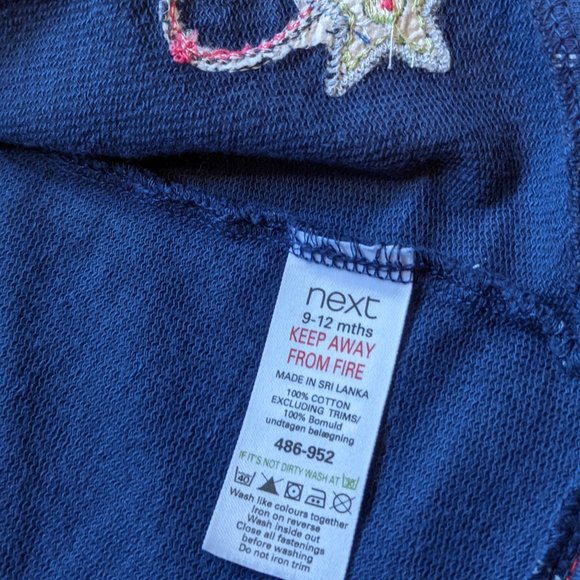 next
9-12 mths
KEEP AWAY
FROM FIRE
MADE IN SRI LANKA
100% COTTON
EXCLUDING TRIMS/
100% Bomuld
undtagen belægning
486-952
IF IT'S NOT DIRTY WASH AT 30
40
Wash like colours together
Iron on reverse
Wash inside out
Close all fastenings
before washing
Do not iron trim